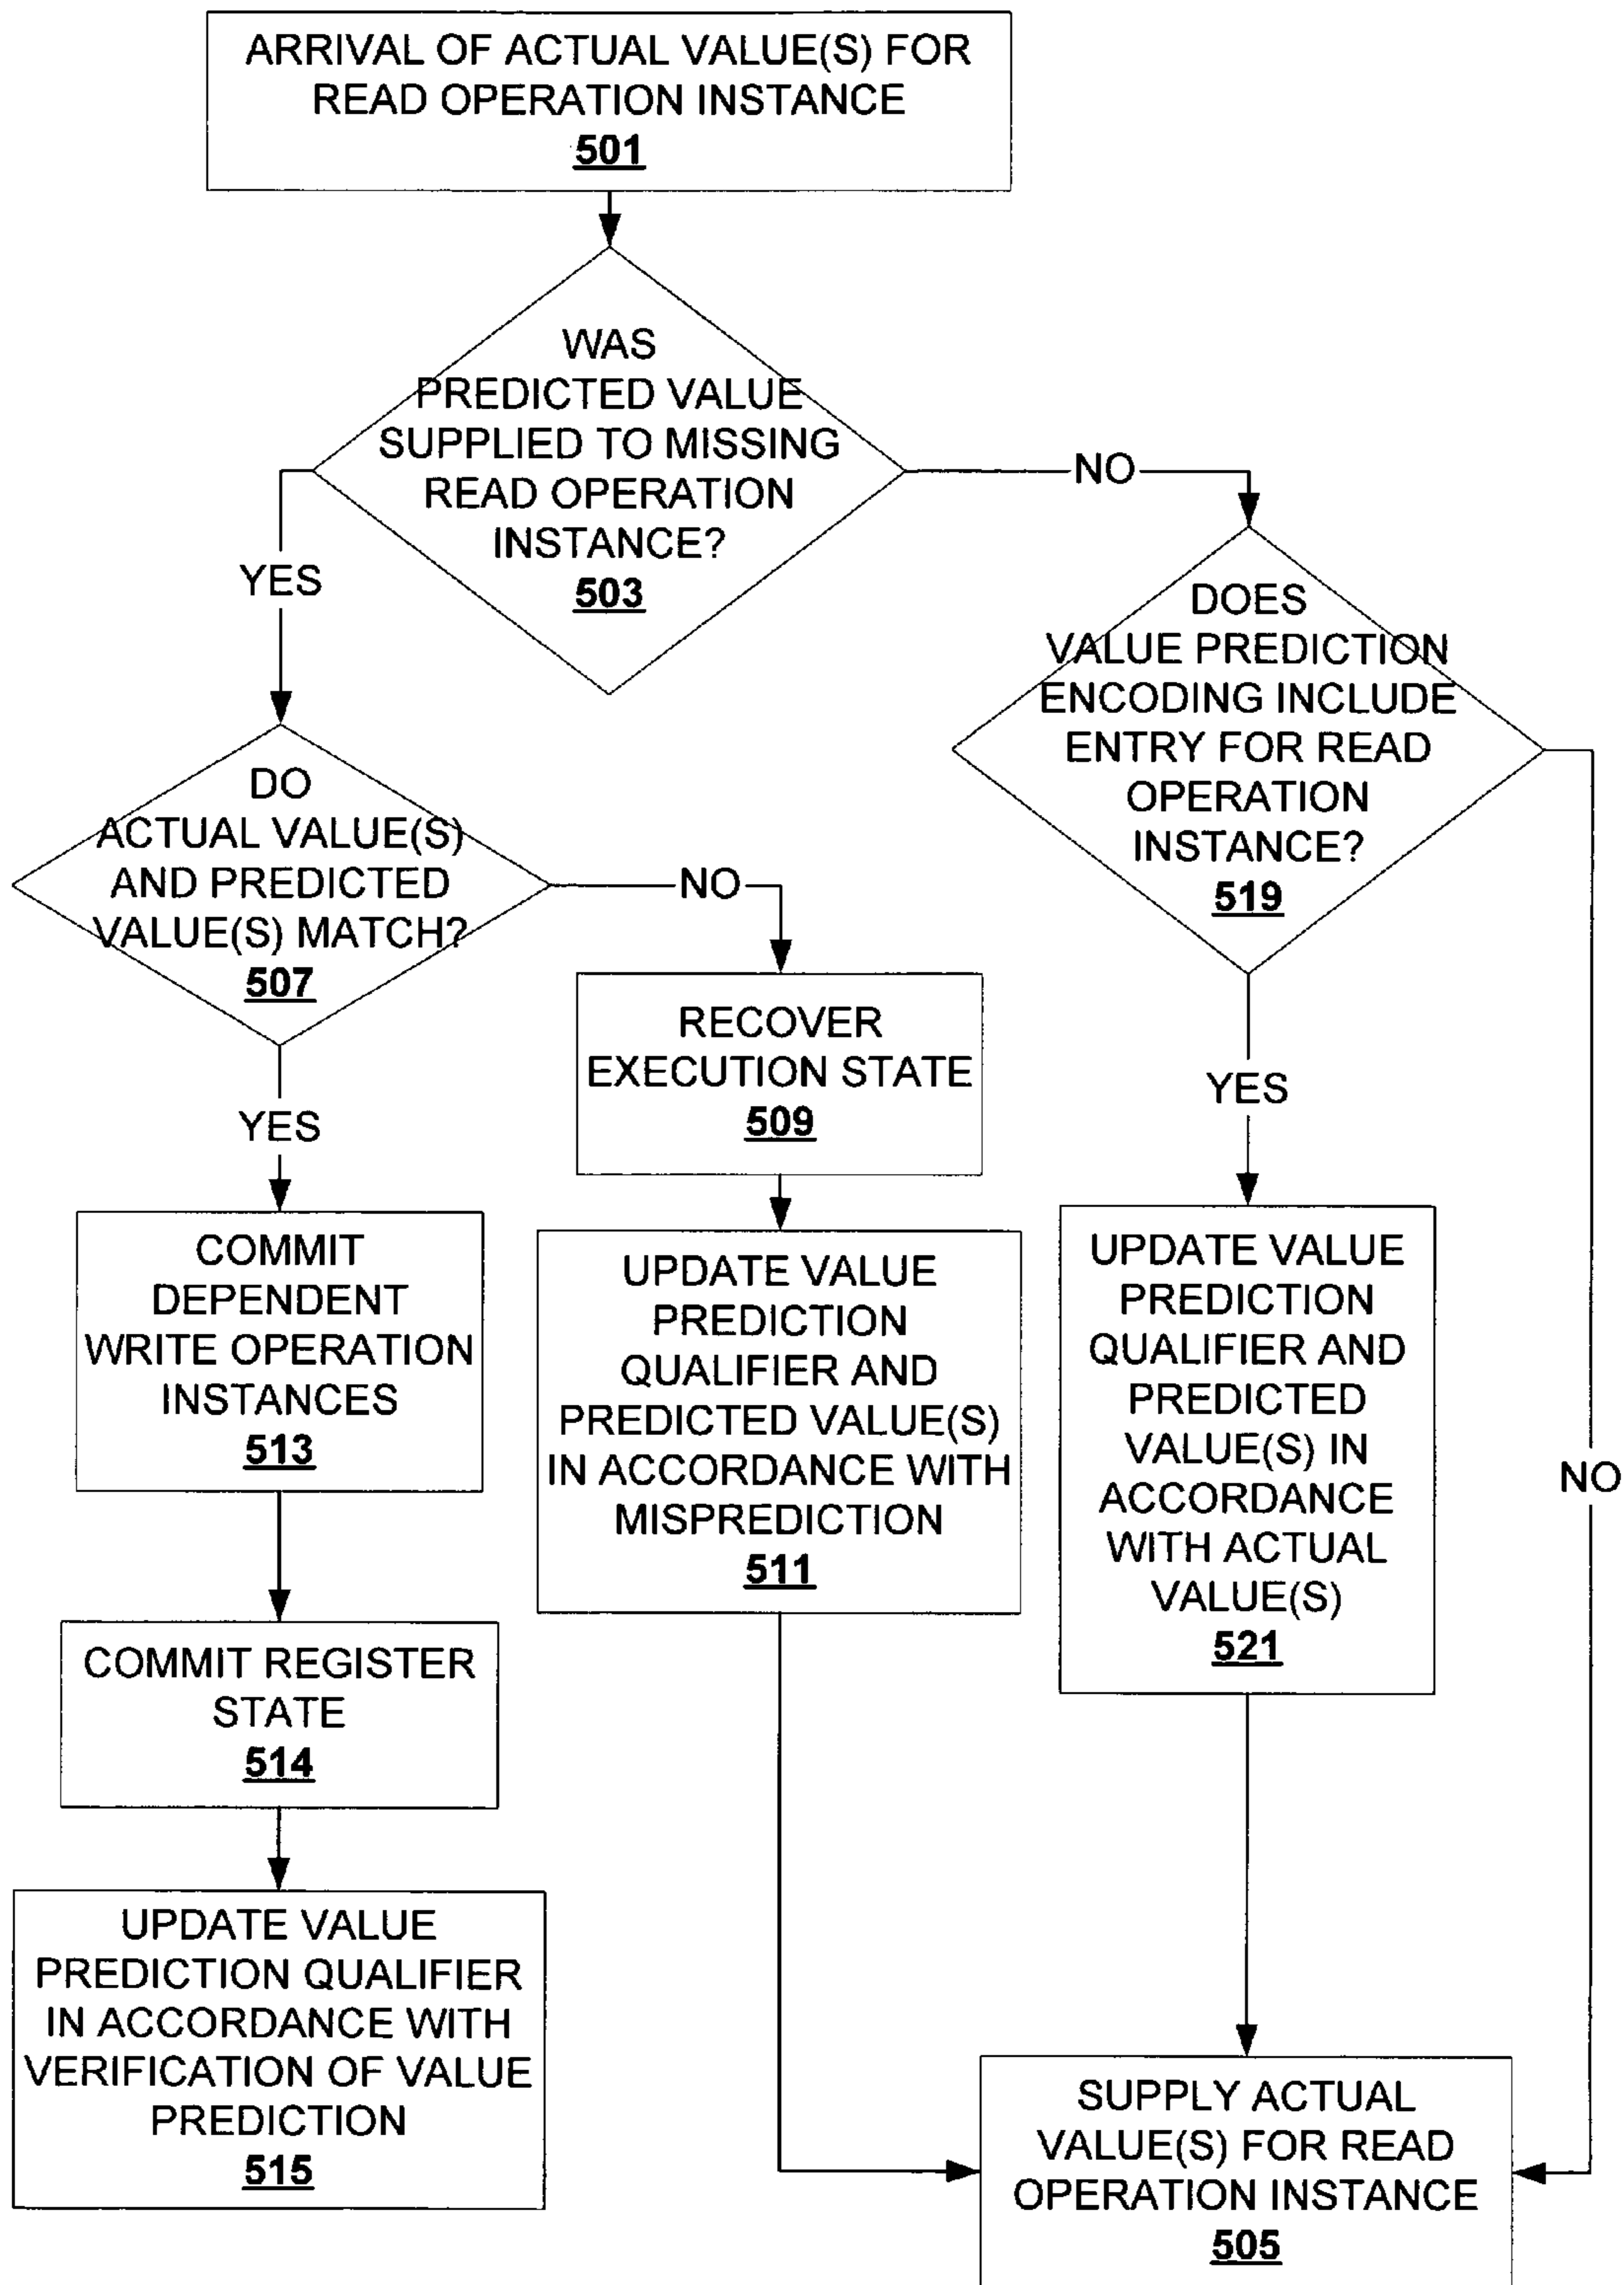 ARRIVAL OF ACTUAL VALUE(S) FOR
READ OPERATION INSTANCE
501
WAS
PREDICTED VALUE
SUPPLIED TO MISSING
READ OPERATION
INSTANCE?
503
NO
YES
DOES
VALUE PREDICTION
ENCODING INCLUDE
ENTRY FOR READ
OPERATION
INSTANCE?
519
DO
ACTUAL VALUE(S)
AND PREDICTED
VALUE(S) MATCH?
507
NO
YES
RECOVER
EXECUTION STATE
509
YES
NO
COMMIT
DEPENDENT
WRITE OPERATION
INSTANCES
513
UPDATE VALUE
PREDICTION
QUALIFIER AND
PREDICTED VALUE(S)
IN ACCORDANCE WITH
MISPREDICTION
511
UPDATE VALUE
PREDICTION
QUALIFIER AND
PREDICTED
VALUE(S) IN
ACCORDANCE
WITH ACTUAL
VALUE(S)
521
COMMIT REGISTER
STATE
514
UPDATE VALUE
PREDICTION QUALIFIER
IN ACCORDANCE WITH
VERIFICATION OF VALUE
PREDICTION
515
SUPPLY ACTUAL
VALUE(S) FOR READ
OPERATION INSTANCE
505